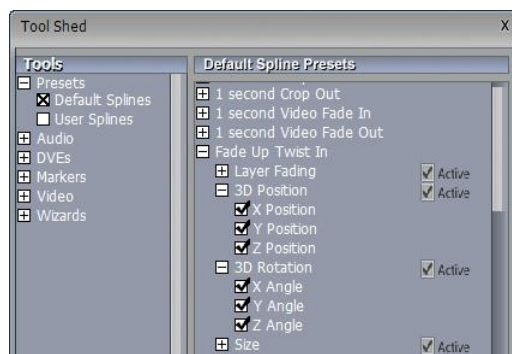 Tool Shed X
Tools
Presets
Default Splines
User Splines
Audio
DVEs
Markers
Video
Wizards
Default Spline Presets
1 second Crop Out
1 second Video Fade In
1 second Video Fade Out
Fade Up Twist In
Layer Fading Active
3D Position Active
X Position
Y Position
Z Position
3D Rotation Active
X Angle
Y Angle
Z Angle
Size Active